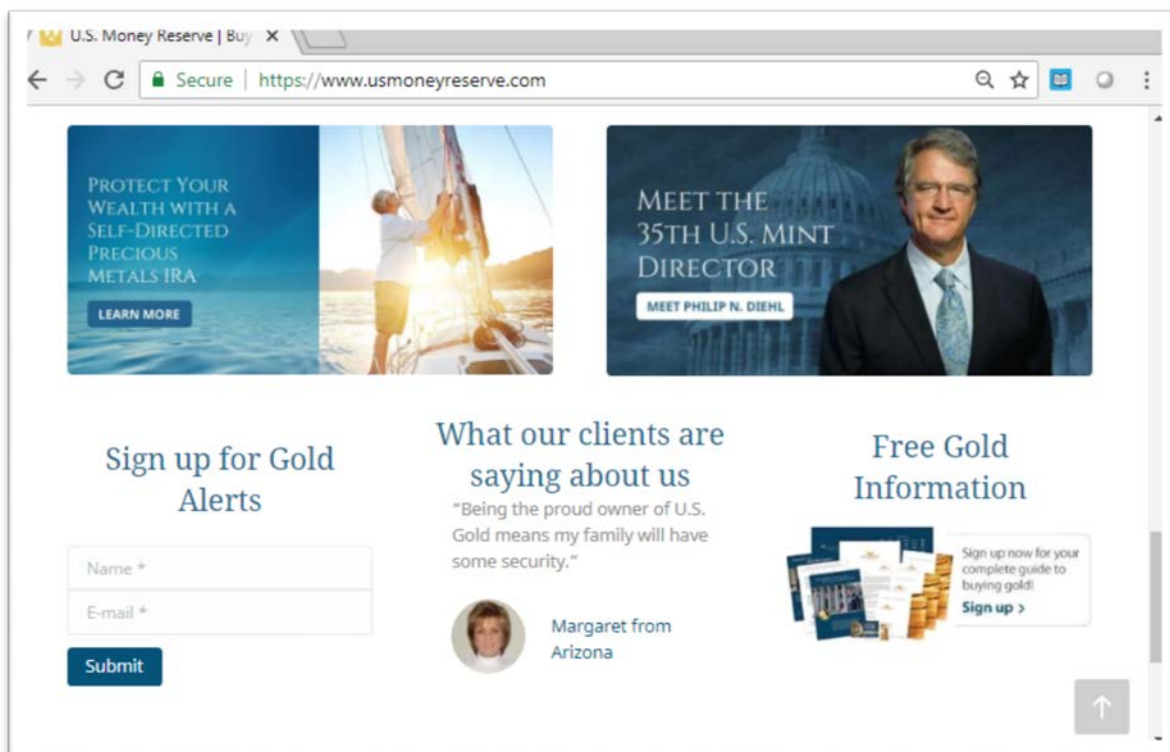 U.S. Money Reserve | Buy
Secure | https://www.usmoneyreserve.com
PROTECT YOUR
WEALTH WITH A
SELF-DIRECTED
PRECIOUS
METALS IRA
LEARN MORE
MEET THE
35TH U.S. MINT
DIRECTOR
MEET PHILIP N. DIEHL
Sign up for Gold
Alerts
Name *
E-mail *
Submit
What our clients are
saying about us
"Being the proud owner of U.S.
Gold means my family will have
some security."
Margaret from
Arizona
Free Gold
Information
Sign up now for your
complete guide to
buying gold!
Sign up >